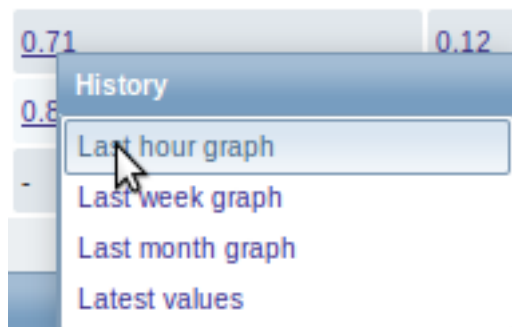 0.71 0.12
History
0.8
Last hour graph
-
Last week graph
Last month graph
Latest values